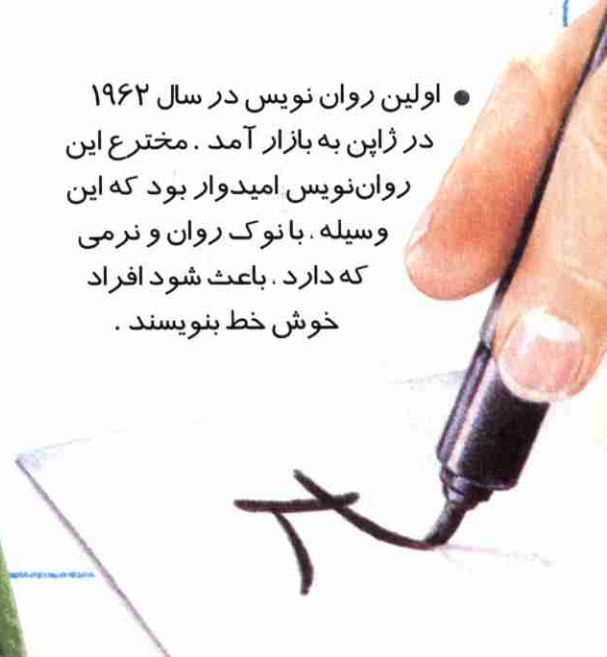 ● اولین روان نویس در سال ۱۹۶۲
در ژاپن به بازار آمد . مخترع این
روان‌نویس امیدوار بود که این
وسیله ، با نوک روان و نرمی
که دارد ، باعث شود افراد
خوش خط بنویسند .